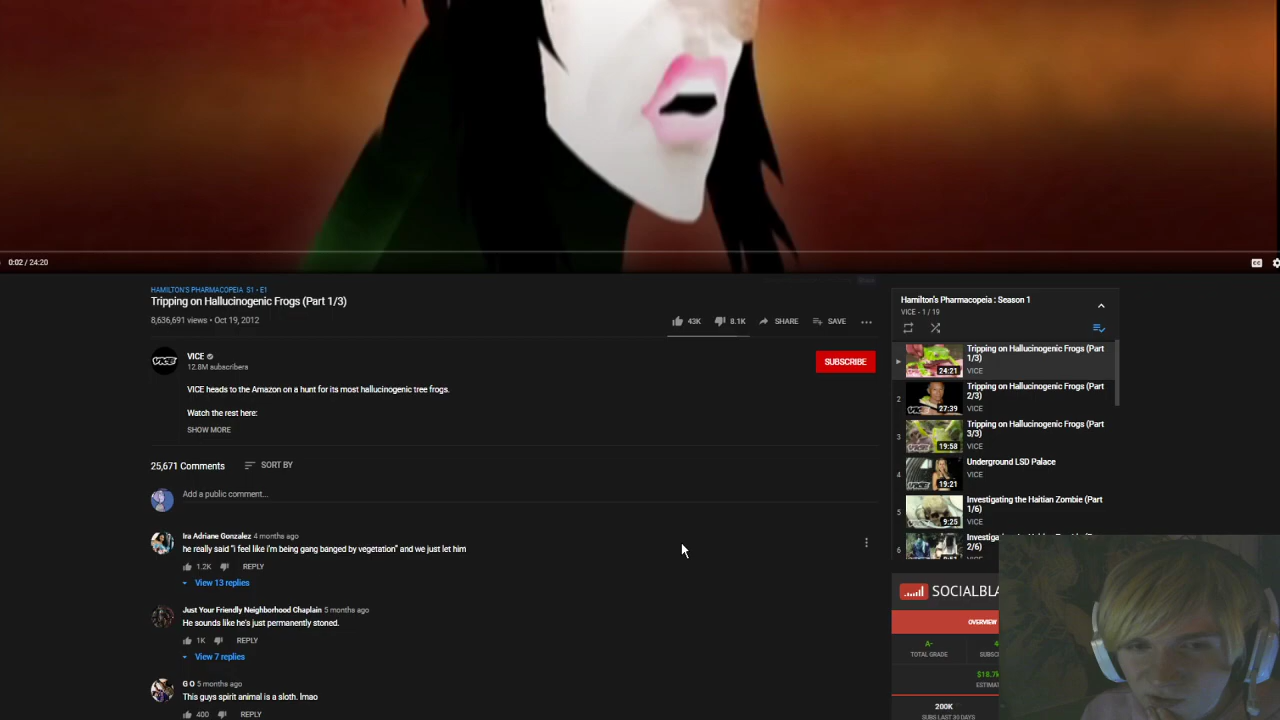 0:02 / 24:20
HAMILTON'S PHARMACOPEIA S1 • E1
Tripping on Hallucinogenic Frogs (Part 1/3)
8,636,691 views • Oct 19, 2012
43K
8.1K
SHARE
SAVE
VICE
12.8M subscribers
SUBSCRIBE
VICE heads to the Amazon on a hunt for its most hallucinogenic tree frogs.
Watch the rest here:
SHOW MORE
25,671 Comments
SORT BY
Add a public comment...
Ira Adriane Gonzalez 4 months ago
he really said "i feel like i'm being gang banged by vegetation" and we just let him
1.2K
REPLY
View 13 replies
Just Your Friendly Neighborhood Chaplain 5 months ago
He sounds like he's just permanently stoned.
1K
REPLY
View 7 replies
G O 5 months ago
This guys spirit animal is a sloth. lmao
400
REPLY
Hamilton's Pharmacopeia : Season 1
VICE - 1 / 19
Tripping on Hallucinogenic Frogs (Part
1/3)
VICE
24:21
2
Tripping on Hallucinogenic Frogs (Part
2/3)
VICE
27:39
3
Tripping on Hallucinogenic Frogs (Part
3/3)
VICE
19:58
4
Underground LSD Palace
VICE
19:21
5
Investigating the Haitian Zombie (Part
1/6)
VICE
9:25
6
2/6)
SOCIALBLA
OVERVIEW
A-
TOTAL GRADE
4
SUBSC
$18.7
ESTIMAT
200K
SUBS LAST 30 DAYS